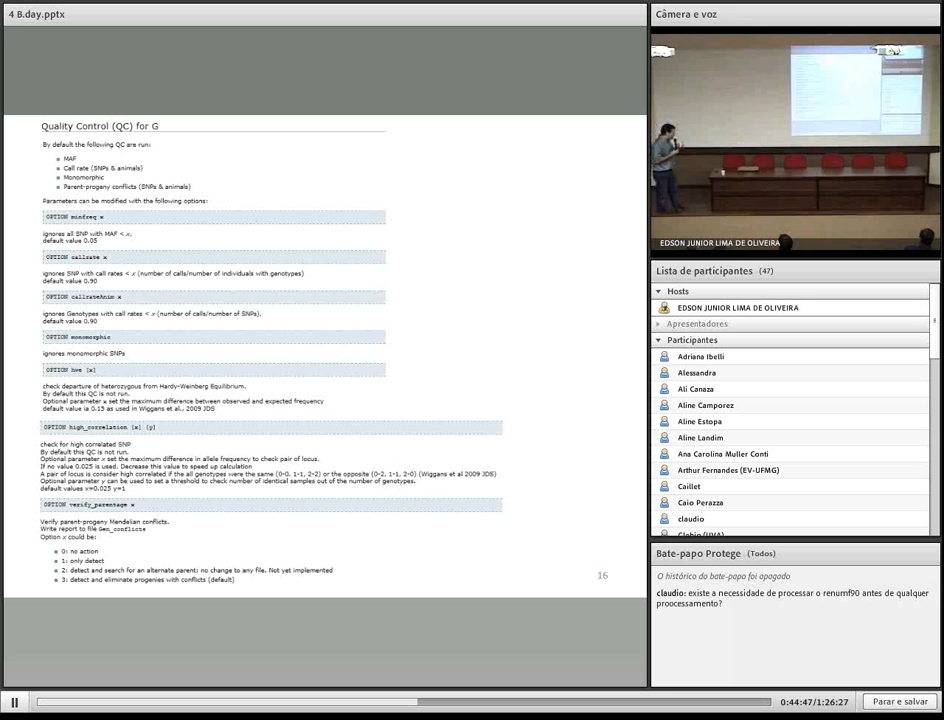 4 B.day.pptx
Quality Control (QC) for G
By default the following QC are run:
MAF
Call rate (SNPs & animals)
Monomorphic
Parent-progeny conflicts (SNPs & animals)
Parameters can be modified with the following options:
OPTION minfreq x
ignores all SNP with MAF < x,
default value 0.05
OPTION callrate x
ignores SNP with call rates < x (number of calls/number of individuals with genotypes)
default value 0.90
OPTION callrateAnim x
ignores Genotypes with call rates < x (number of calls/number of SNPs),
default value 0.90
OPTION monomorphic
ignores monomorphic SNPs
OPTION hwe [x]
check departure of heterozygous from Hardy-Weinberg Equilibrium.
By default this QC is not run.
Optional parameter x set the maximum difference between observed and expected frequency
default value is 0.15 as used in Wiggans et al., 2009 JDS
OPTION high_correlation [x] [y]
check for high correlated SNP
By default this QC is not run.
Optional parameter x set the maximum difference in allele frequency to check pair of locus.
If no value 0.025 is used. Decrease this value to speed up calculation
A pair of locus is consider high correlated if the all genotypes were the same (0-0, 1-1, 2-2) or the opposite (0-2, 1-1, 2-0) (Wiggans et al 2009 JDS)
Optional parameter y can be used to set a threshold to check number of identical samples out of the number of genotypes.
default values x=0.025 y=1
OPTION verify_parentage x
Verify parent-progeny Mendelian conflicts.
Write report to file Gen_conflicts
Option x could be:
0: no action
1: only detect
2: detect and search for an alternate parent: no change to any file. Not yet implemented
3: detect and eliminate progenies with conflicts (default)
16
Câmera e voz
EDSON JUNIOR LIMA DE OLIVEIRA
Lista de participantes (47)
Hosts
EDSON JUNIOR LIMA DE OLIVEIRA
Apresentadores
Participantes
Adriana Ibelli
Alessandra
Ali Canaza
Aline Camporez
Aline Estopa
Aline Landim
Ana Carolina Muller Conti
Arthur Fernandes (EV-UFMG)
Caillet
Caio Perazza
claudio
Bate-papo Protege (Todos)
O histórico do bate-papo foi apagado
claudio: existe a necessidade de processar o renumf90 antes de qualquer
proocessamento?
0:44:47/1:26:27
Parar e salvar